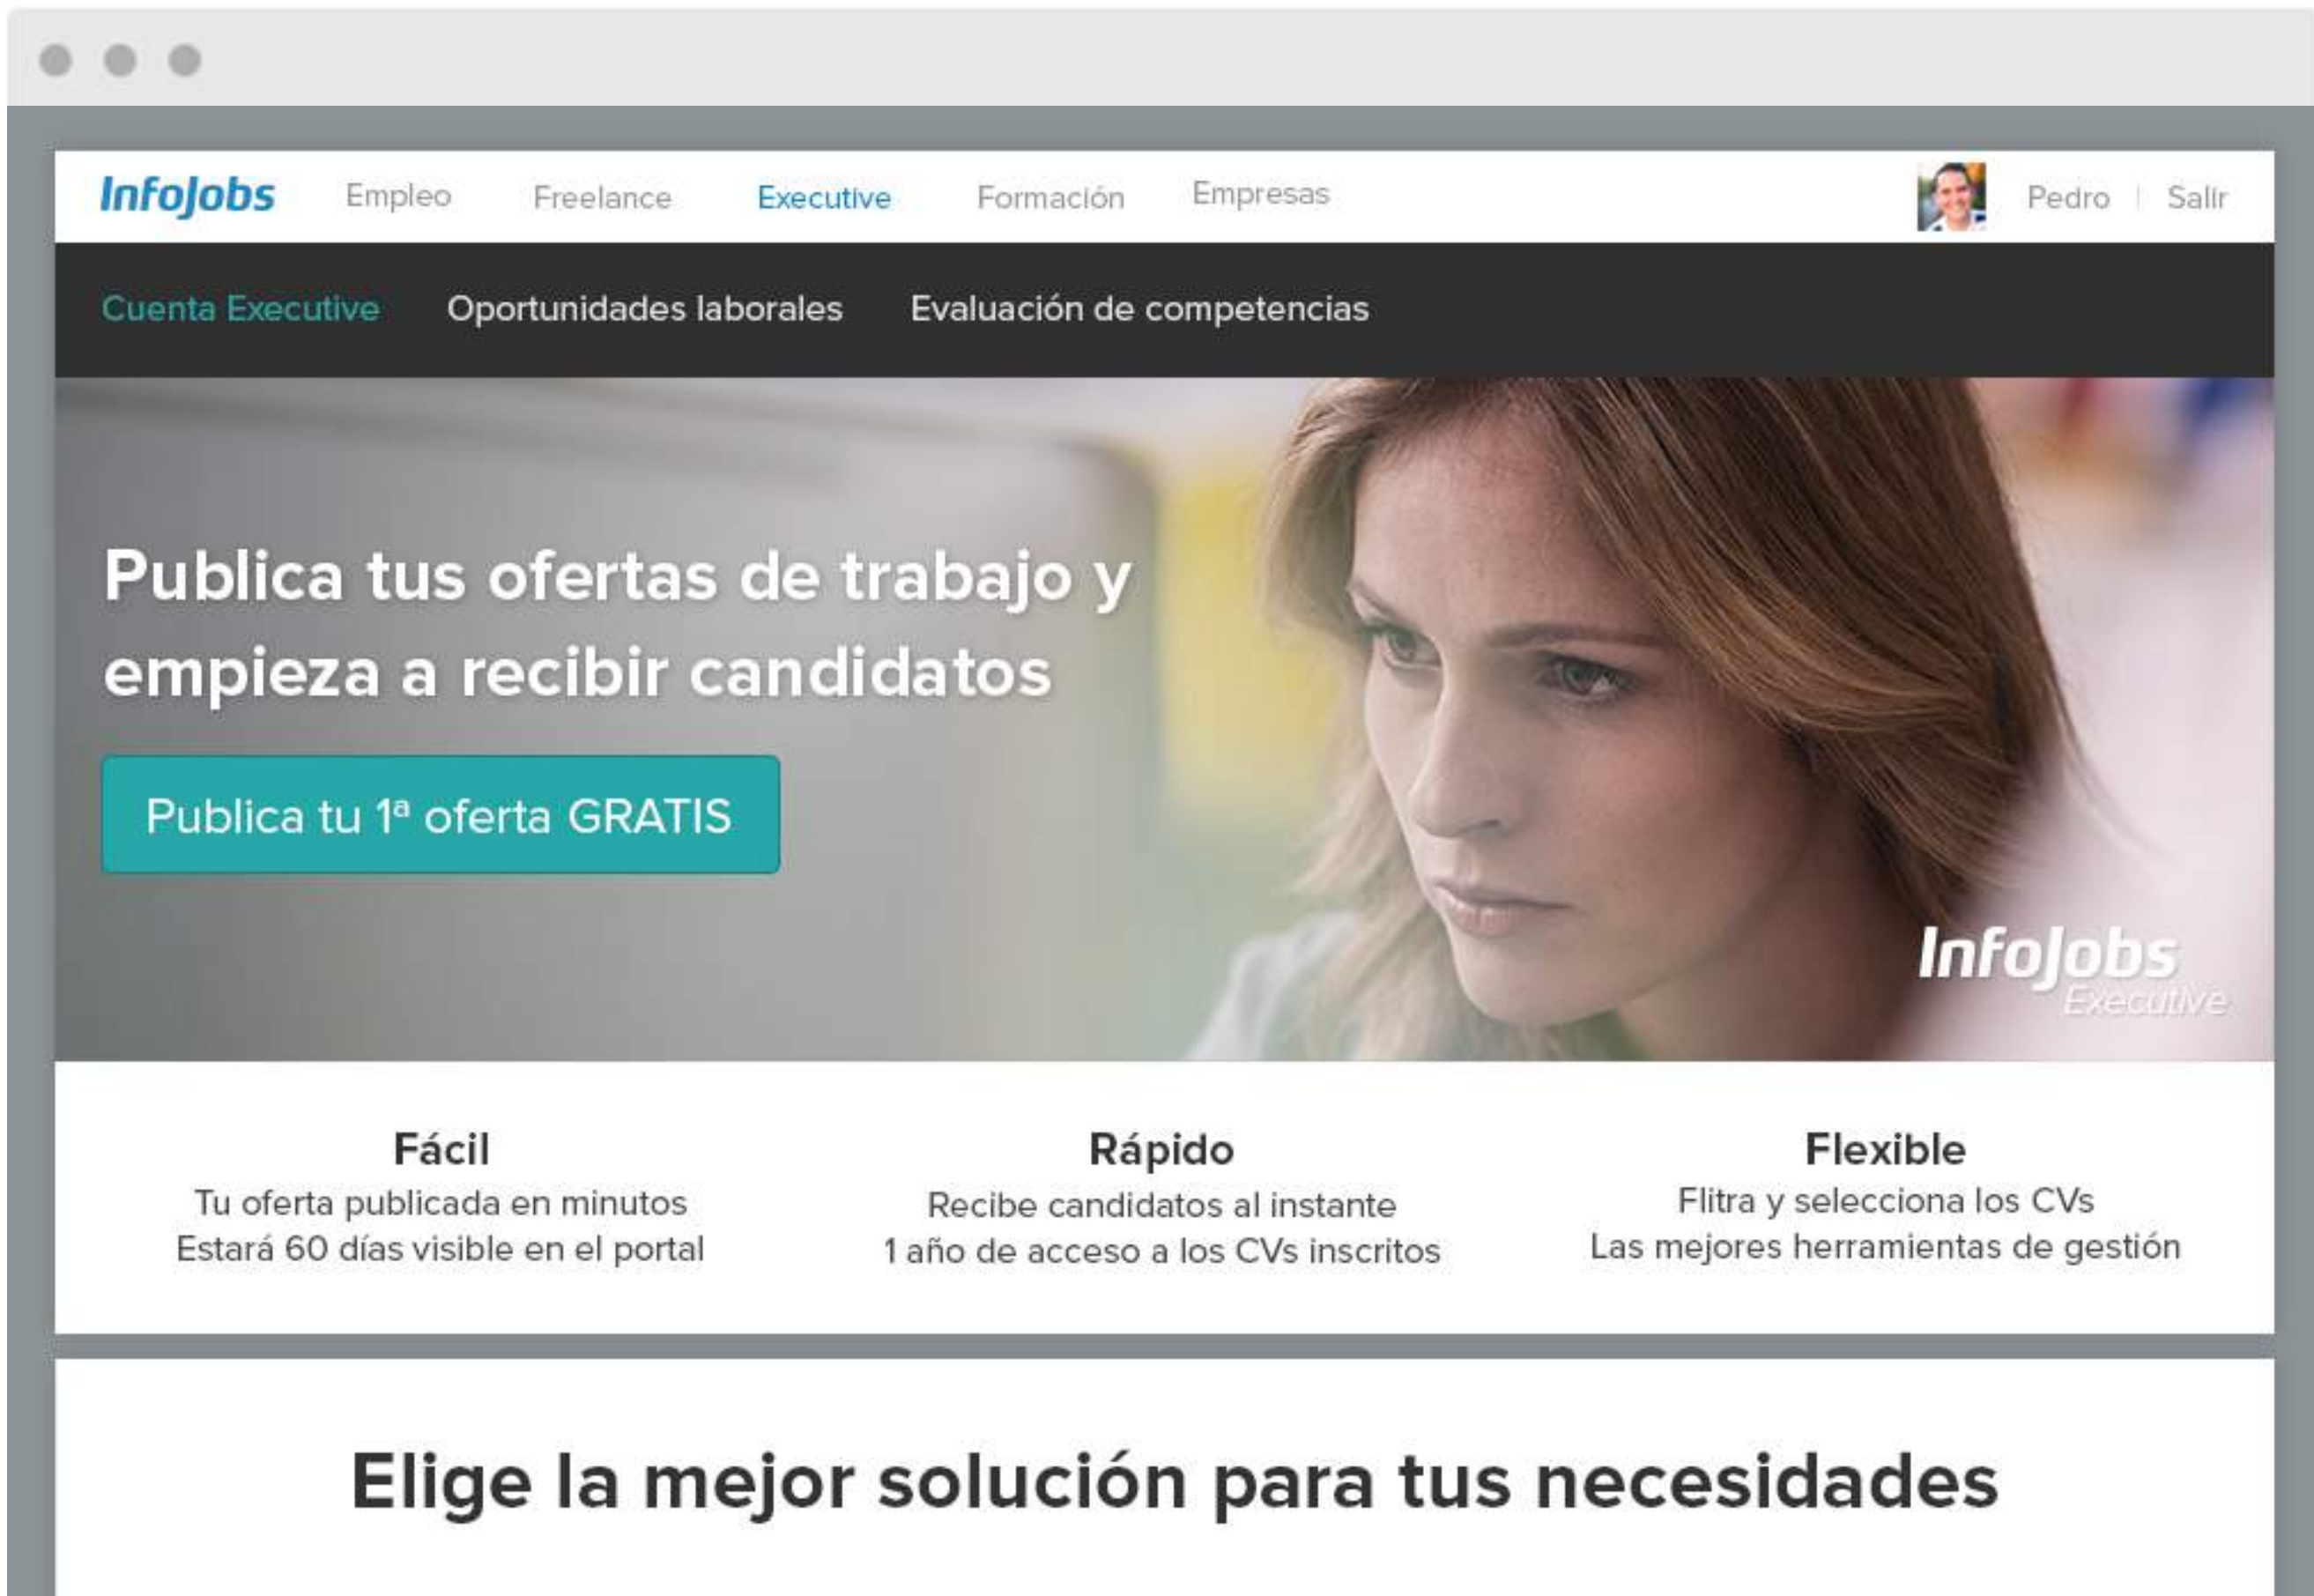 InfoJobs Empleo Freelance Executive Formación Empresas Pedro | Salir
Cuenta Executive Oportunidades laborales Evaluación de competencias
Publica tus ofertas de trabajo y
empieza a recibir candidatos
Publica tu 1ª oferta GRATIS
InfoJobs
Executive
Fácil
Tu oferta publicada en minutos
Estará 60 días visible en el portal
Rápido
Recibe candidatos al instante
1 año de acceso a los CVs inscritos
Flexible
Flitra y selecciona los CVs
Las mejores herramientas de gestión
Elige la mejor solución para tus necesidades